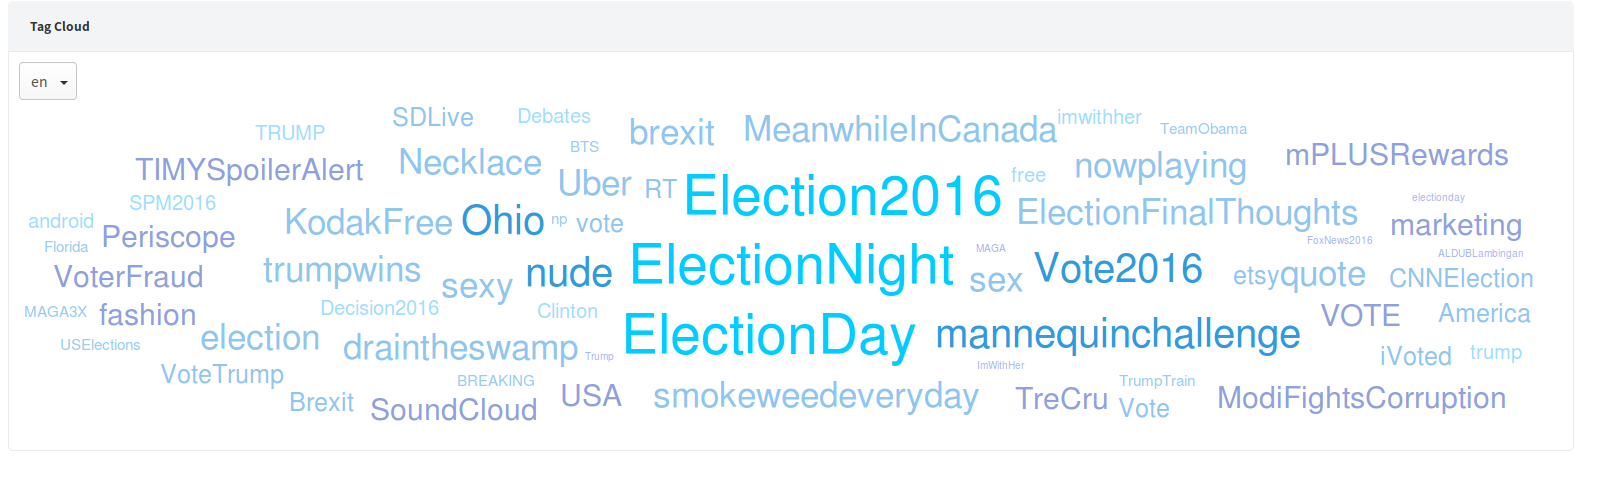 Tag Cloud
en
SDLive
Debates
imwithher
TRUMP
brexit
MeanwhileInCanada
TeamObama
BTS
TIMYSpoilerAlert
Necklace
nowplaying
mPLUSRewards
Uber
RT
Election2016
free
SPM2016
electionday
android
KodakFree
Ohio
np
vote
ElectionFinalThoughts
marketing
Florida
Periscope
MAGA
FoxNews2016
ALDUBLambingan
VoterFraud
trumpwins
sexy
nude
ElectionNight
sex
Vote2016
etsy
quote
CNNElection
MAGA3X
fashion
Decision2016
Clinton
VOTE
America
USElections
election
draintheswamp
Trump
ElectionDay
mannequinchallenge
iVoted
trump
VoteTrump
BREAKING
ImWithHer
TrumpTrain
Brexit
SoundCloud
USA
smokeweedeveryday
TreCru
Vote
ModiFightsCorruption